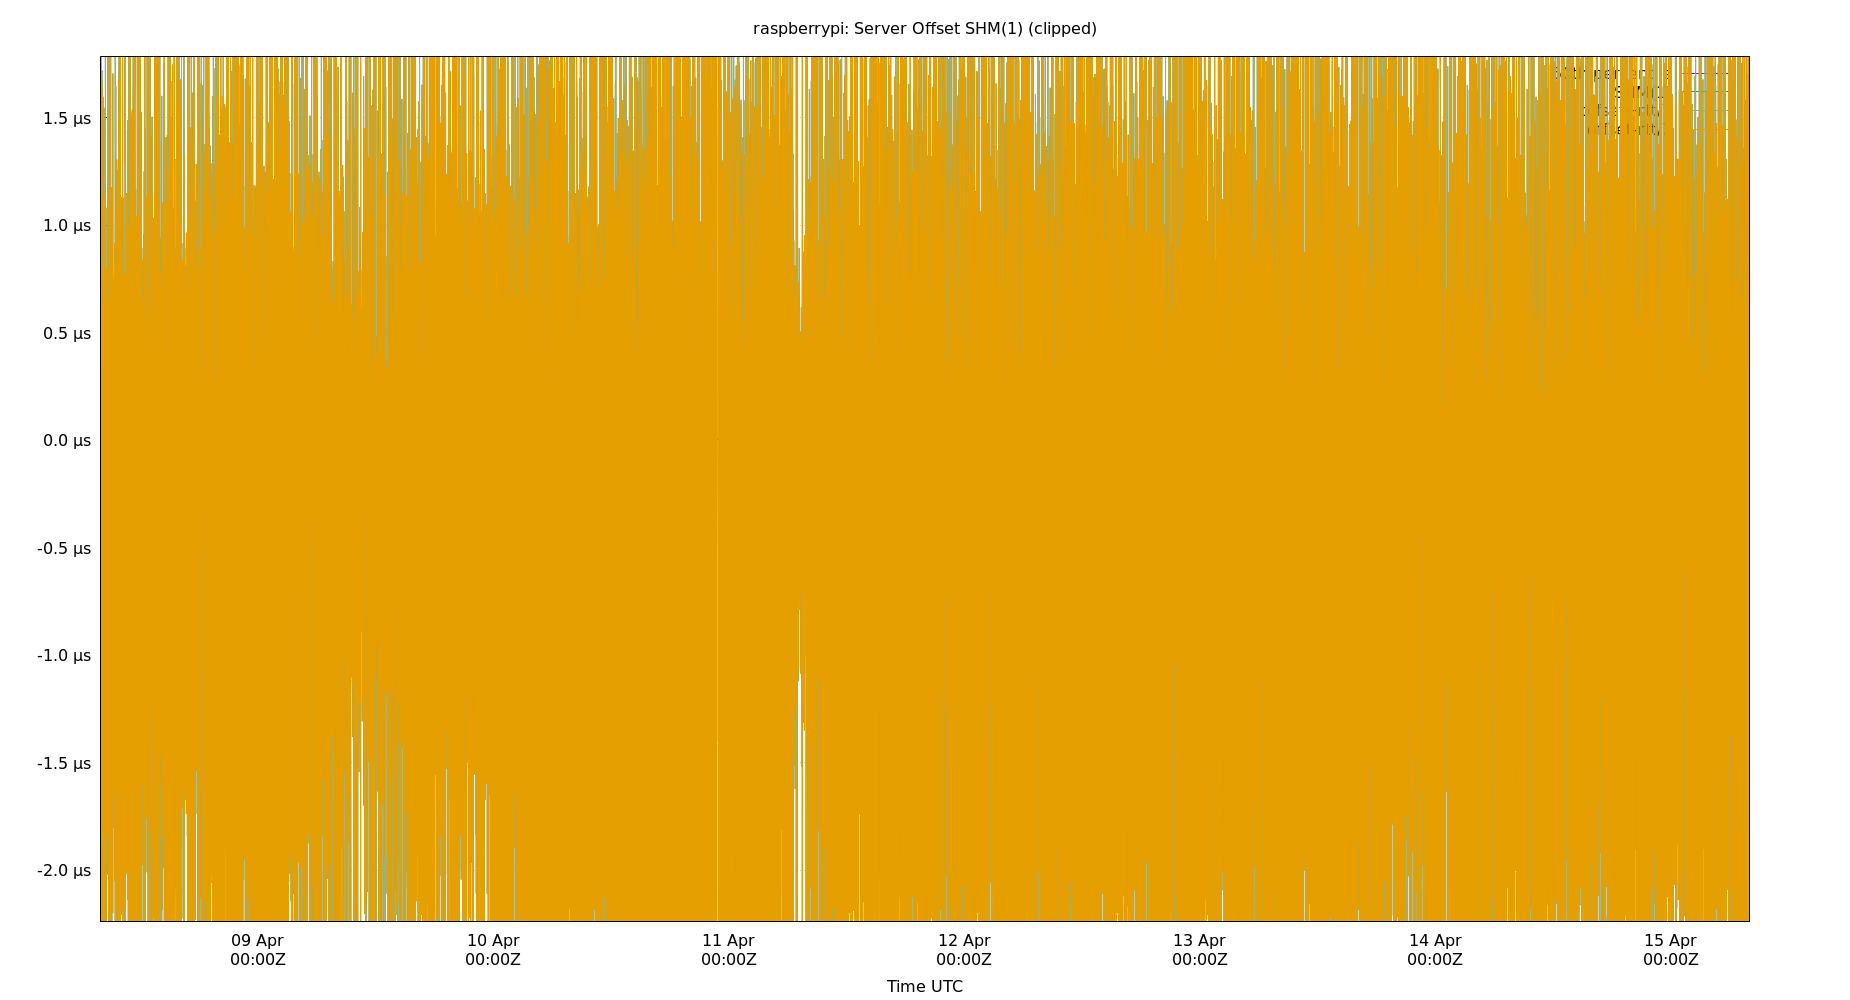 raspberrypi: Server Offset SHM(1) (clipped)
1.5 µs
1.0 µs
0.5 µs
0.0 µs
-0.5 µs
-1.0 µs
-1.5 µs
-2.0 µs
09 Apr 10 Apr 11 Apr 12 Apr 13 Apr 14 Apr 15 Apr
00:00Z 00:00Z 00:00Z 00:00Z 00:00Z 00:00Z 00:00Z
Time UTC